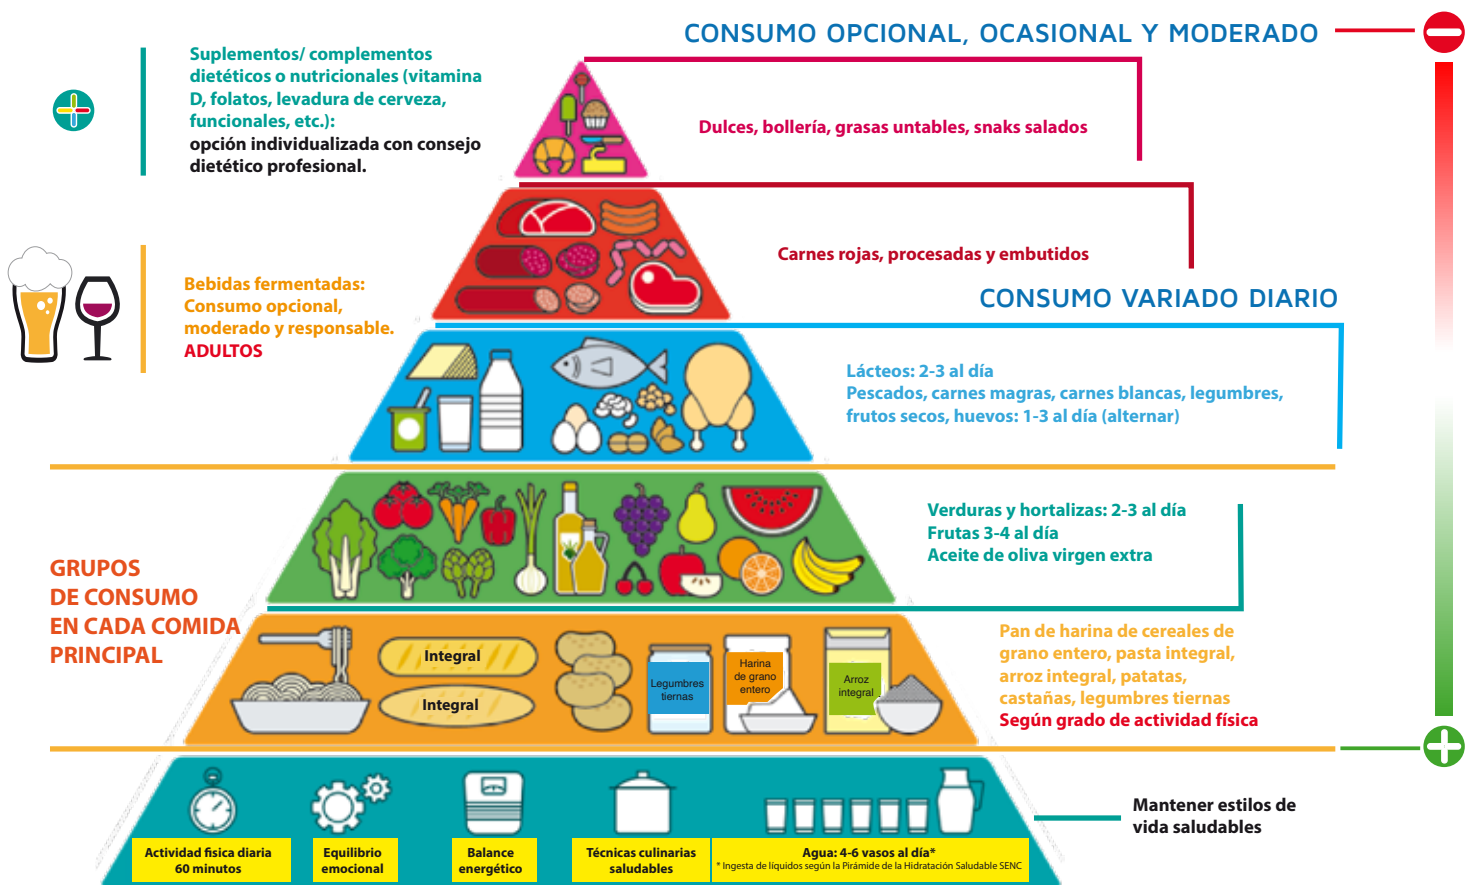 CONSUMO OPCIONAL, OCASIONAL Y MODERADO
Suplementos/ complementos
dietéticos o nutricionales (vitamina
D, folatos, levadura de cerveza,
funcionales, etc.):
opción individualizada con consejo
dietético profesional.
Dulces, bollería, grasas untables, snaks salados
Carnes rojas, procesadas y embutidos
Bebidas fermentadas:
Consumo opcional,
moderado y responsable.
ADULTOS
CONSUMO VARIADO DIARIO
Lácteos: 2-3 al día
Pescados, carnes magras, carnes blancas, legumbres,
frutos secos, huevos: 1-3 al día (alternar)
GRUPOS
DE CONSUMO
EN CADA COMIDA
PRINCIPAL
Verduras y hortalizas: 2-3 al día
Frutas 3-4 al día
Aceite de oliva virgen extra
Integral
Integral
Legumbres
tiernas
Harina
de grano
entero
Arroz
integral
Pan de harina de cereales de
grano entero, pasta integral,
arroz integral, patatas,
castañas, legumbres tiernas
Según grado de actividad física
Actividad fisica diaria
60 minutos
Equilibrio
emocional
Balance
energético
Técnicas culinarias
saludables
Agua: 4-6 vasos al día*
* Ingesta de líquidos según la Pirámide de la Hidratación Saludable SENC
Mantener estilos de
vida saludables